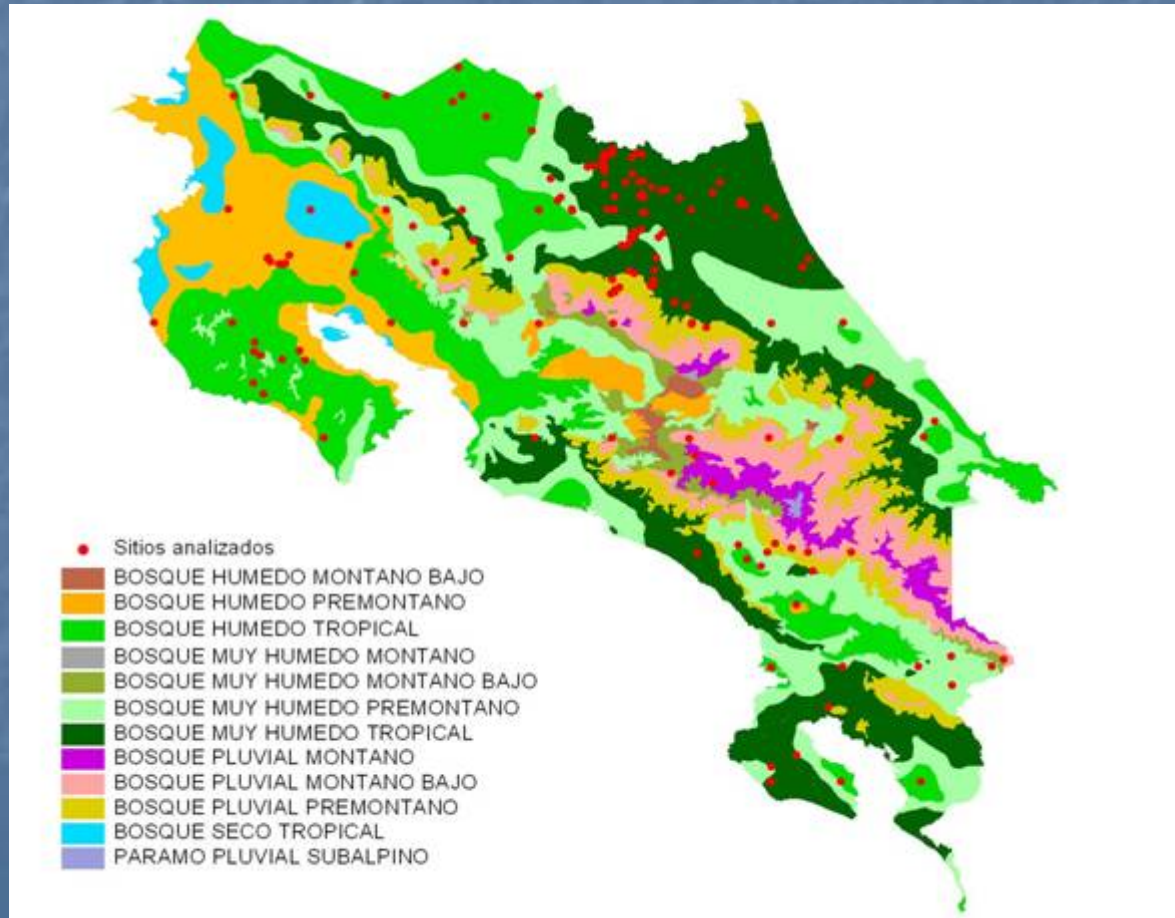 Sitios analizados
BOSQUE HUMEDO MONTANO BAJO
BOSQUE HUMEDO PREMONTANO
BOSQUE HUMEDO TROPICAL
BOSQUE MUY HUMEDO MONTANO
BOSQUE MUY HUMEDO MONTANO BAJO
BOSQUE MUY HUMEDO PREMONTANO
BOSQUE MUY HUMEDO TROPICAL
BOSQUE PLUVIAL MONTANO
BOSQUE PLUVIAL MONTANO BAJO
BOSQUE PLUVIAL PREMONTANO
BOSQUE SECO TROPICAL
PARAMO PLUVIAL SUBALPINO